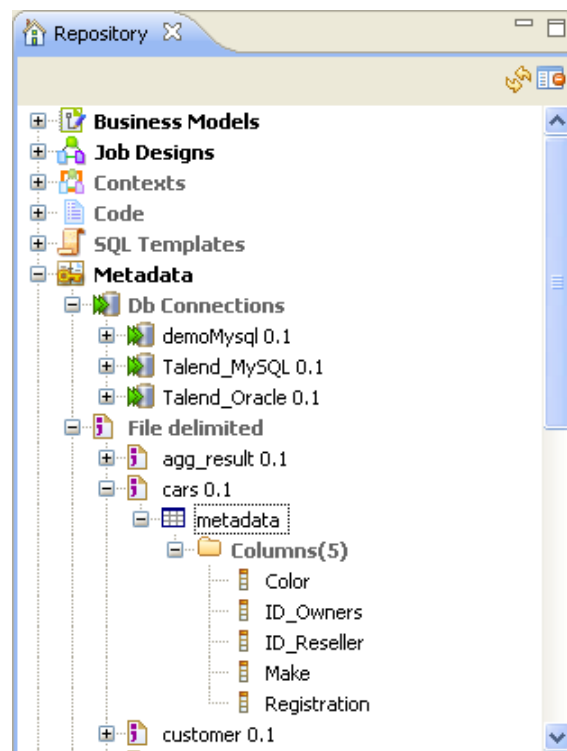 Repository
Business Models
Job Designs
Contexts
Code
SQL Templates
Metadata
Db Connections
demoMysql 0.1
Talend_MySQL 0.1
Talend_Oracle 0.1
File delimited
agg_result 0.1
cars 0.1
metadata
Columns(5)
Color
ID_Owners
ID_Reseller
Make
Registration
customer 0.1